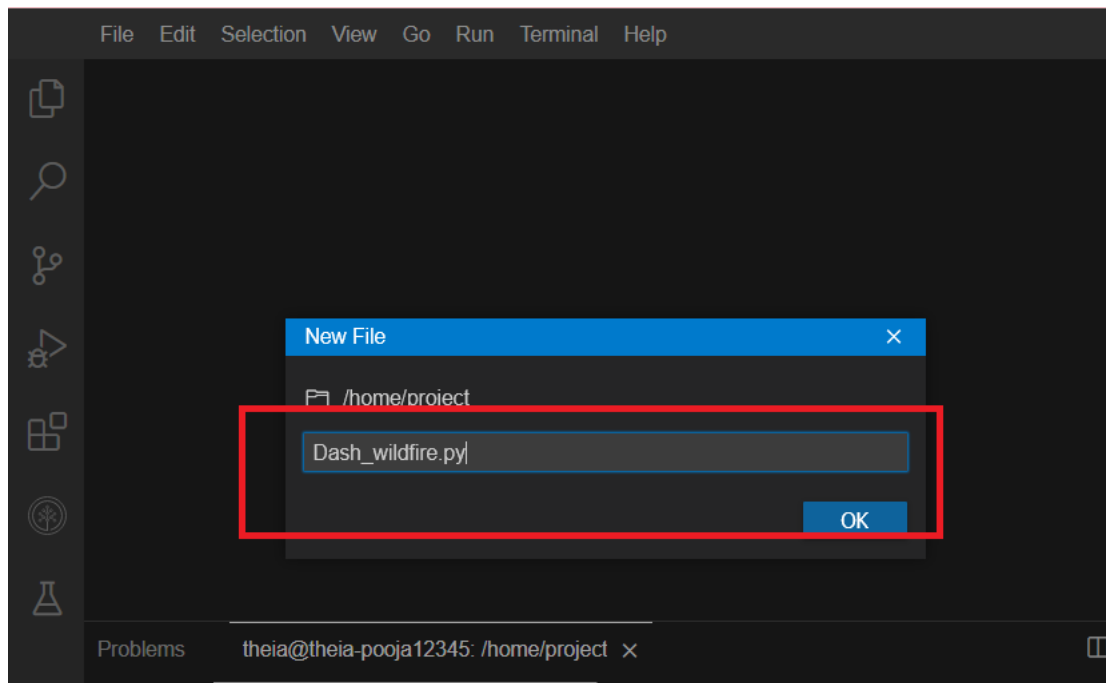 File Edit Selection View Go Run Terminal Help
New File
/home/project
Dash_wildfire.py
OK
Problems theia@theia-pooja12345: /home/project